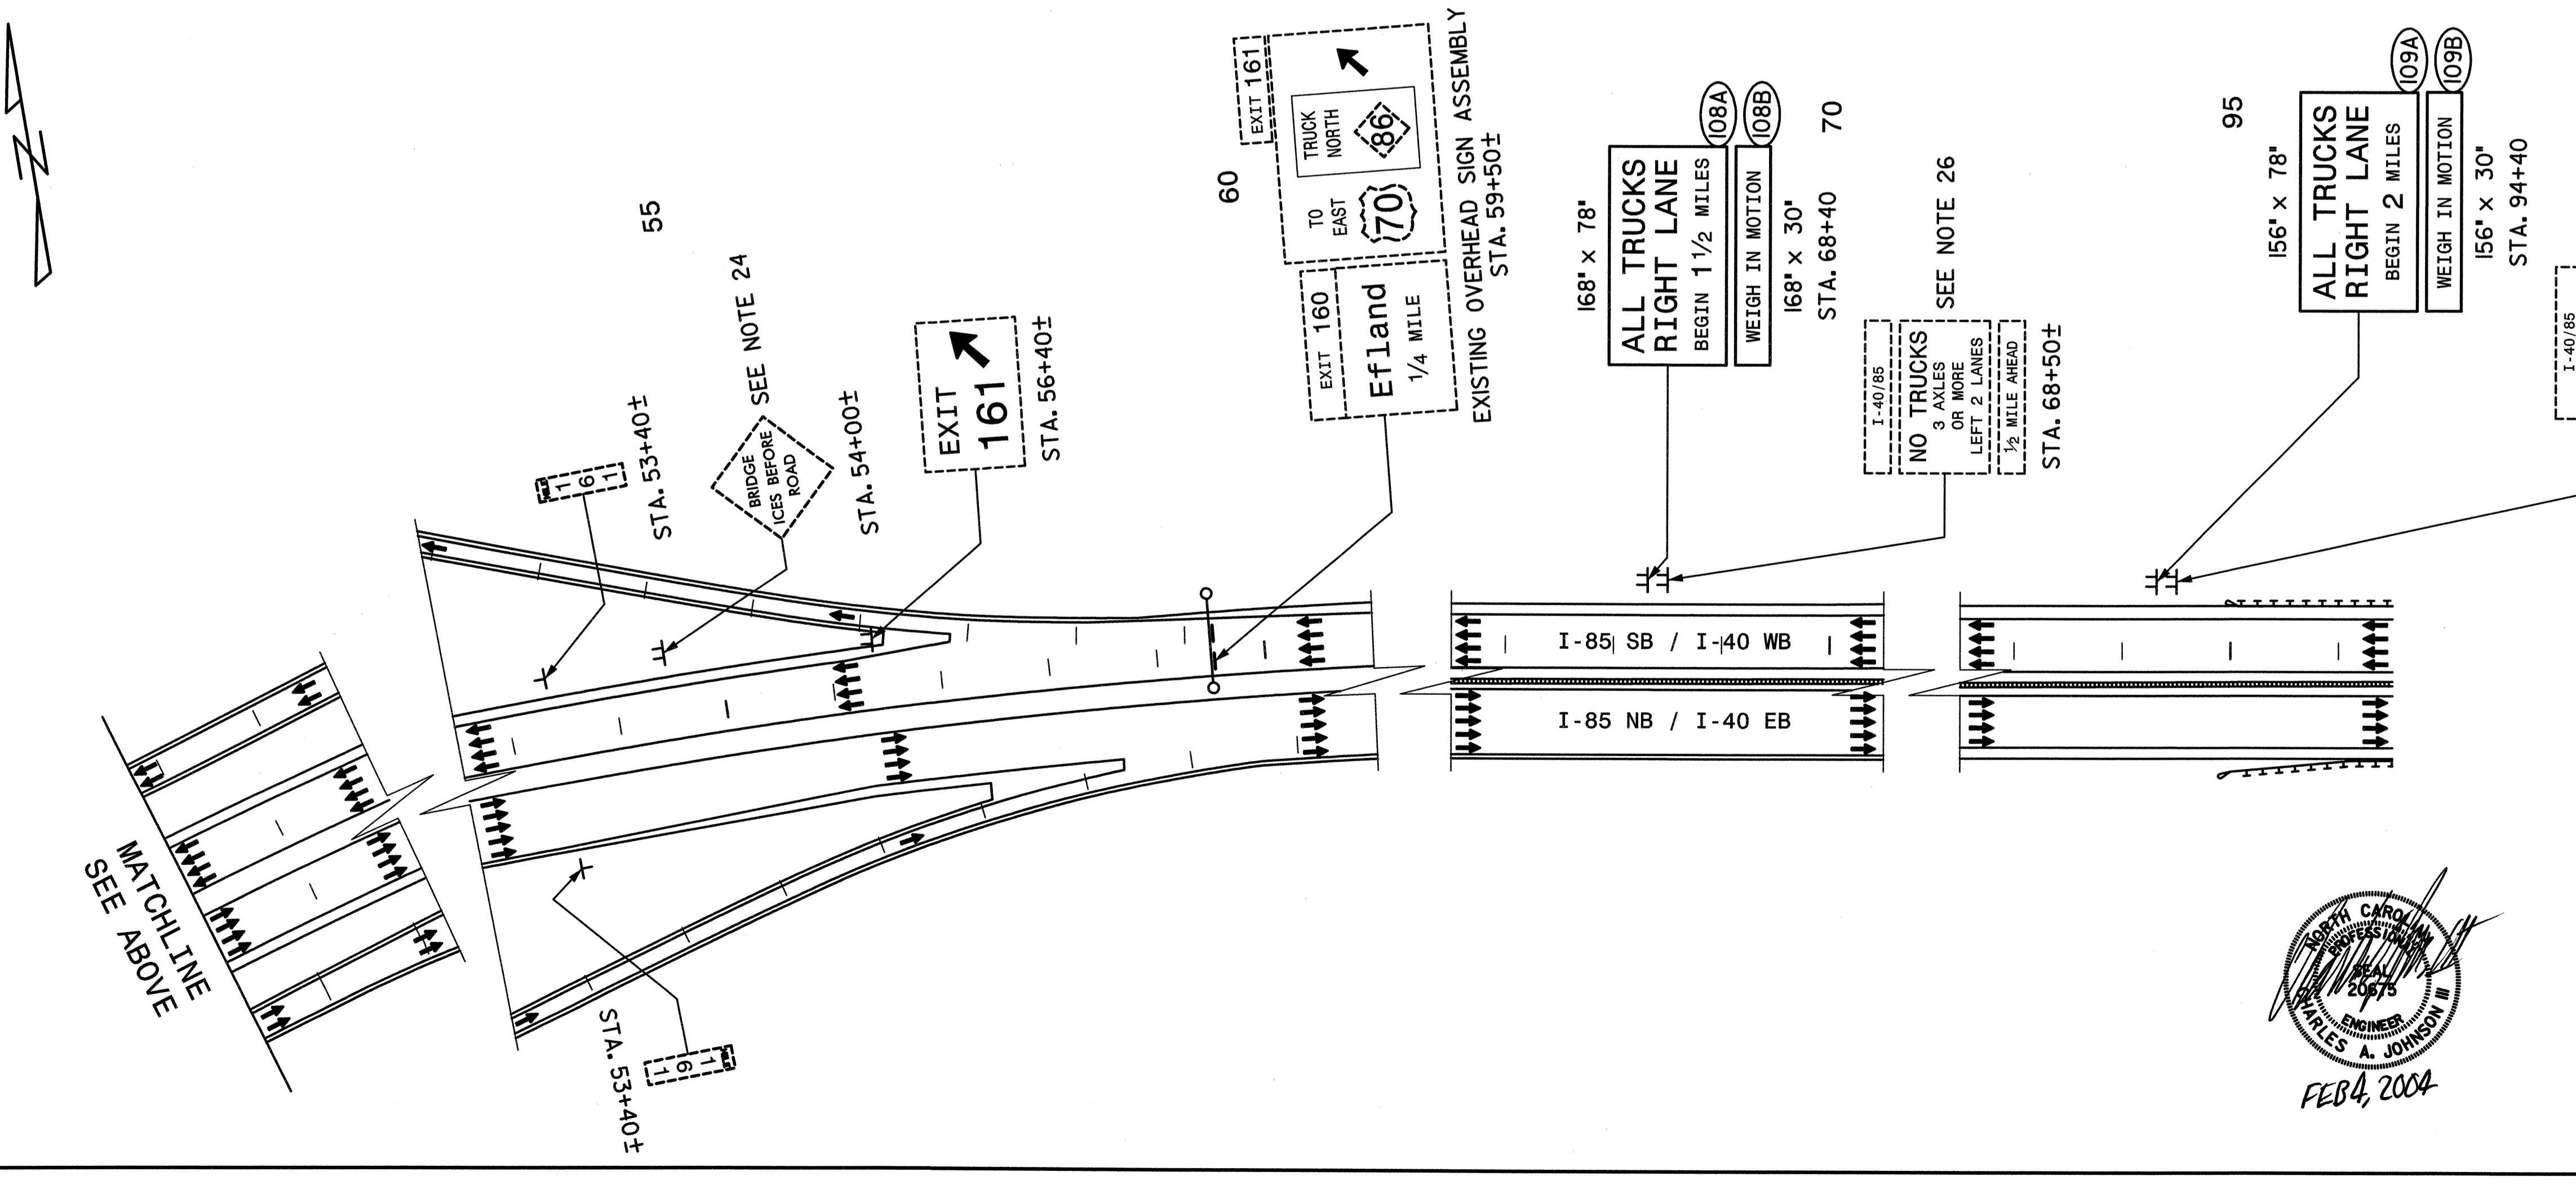 55
STA. 53+40±
1
6
1
SEE NOTE 24
BRIDGE
ICES BEFORE
ROAD
STA. 54+00±
EXIT
161
STA. 56+40±
60
EXIT 161
TO
EAST
70
TRUCK
NORTH
86
EXIT 160
Efland
1/4 MILE
EXISTING OVERHEAD SIGN ASSEMBLY
STA. 59+50±
168" x 78"
ALL TRUCKS
RIGHT LANE
BEGIN 1 1/2 MILES
108A
WEIGH IN MOTION
108B
168" x 30"
STA. 68+40
70
I-40/85
NO TRUCKS
3 AXLES
OR MORE
LEFT 2 LANES
1/2 MILE AHEAD
SEE NOTE 26
STA. 68+50±
95
156" x 78"
ALL TRUCKS
RIGHT LANE
BEGIN 2 MILES
109A
WEIGH IN MOTION
109B
156" x 30"
STA. 94+40
I-40/85
I-85 SB / I-40 WB
I-85 NB / I-40 EB
MATCHLINE
SEE ABOVE
STA. 53+40±
1
6
1
NORTH CAROLINA
PROFESSIONAL
SEAL
20675
ENGINEER
CHARLES A. JOHNSON III
FEB 4, 2004